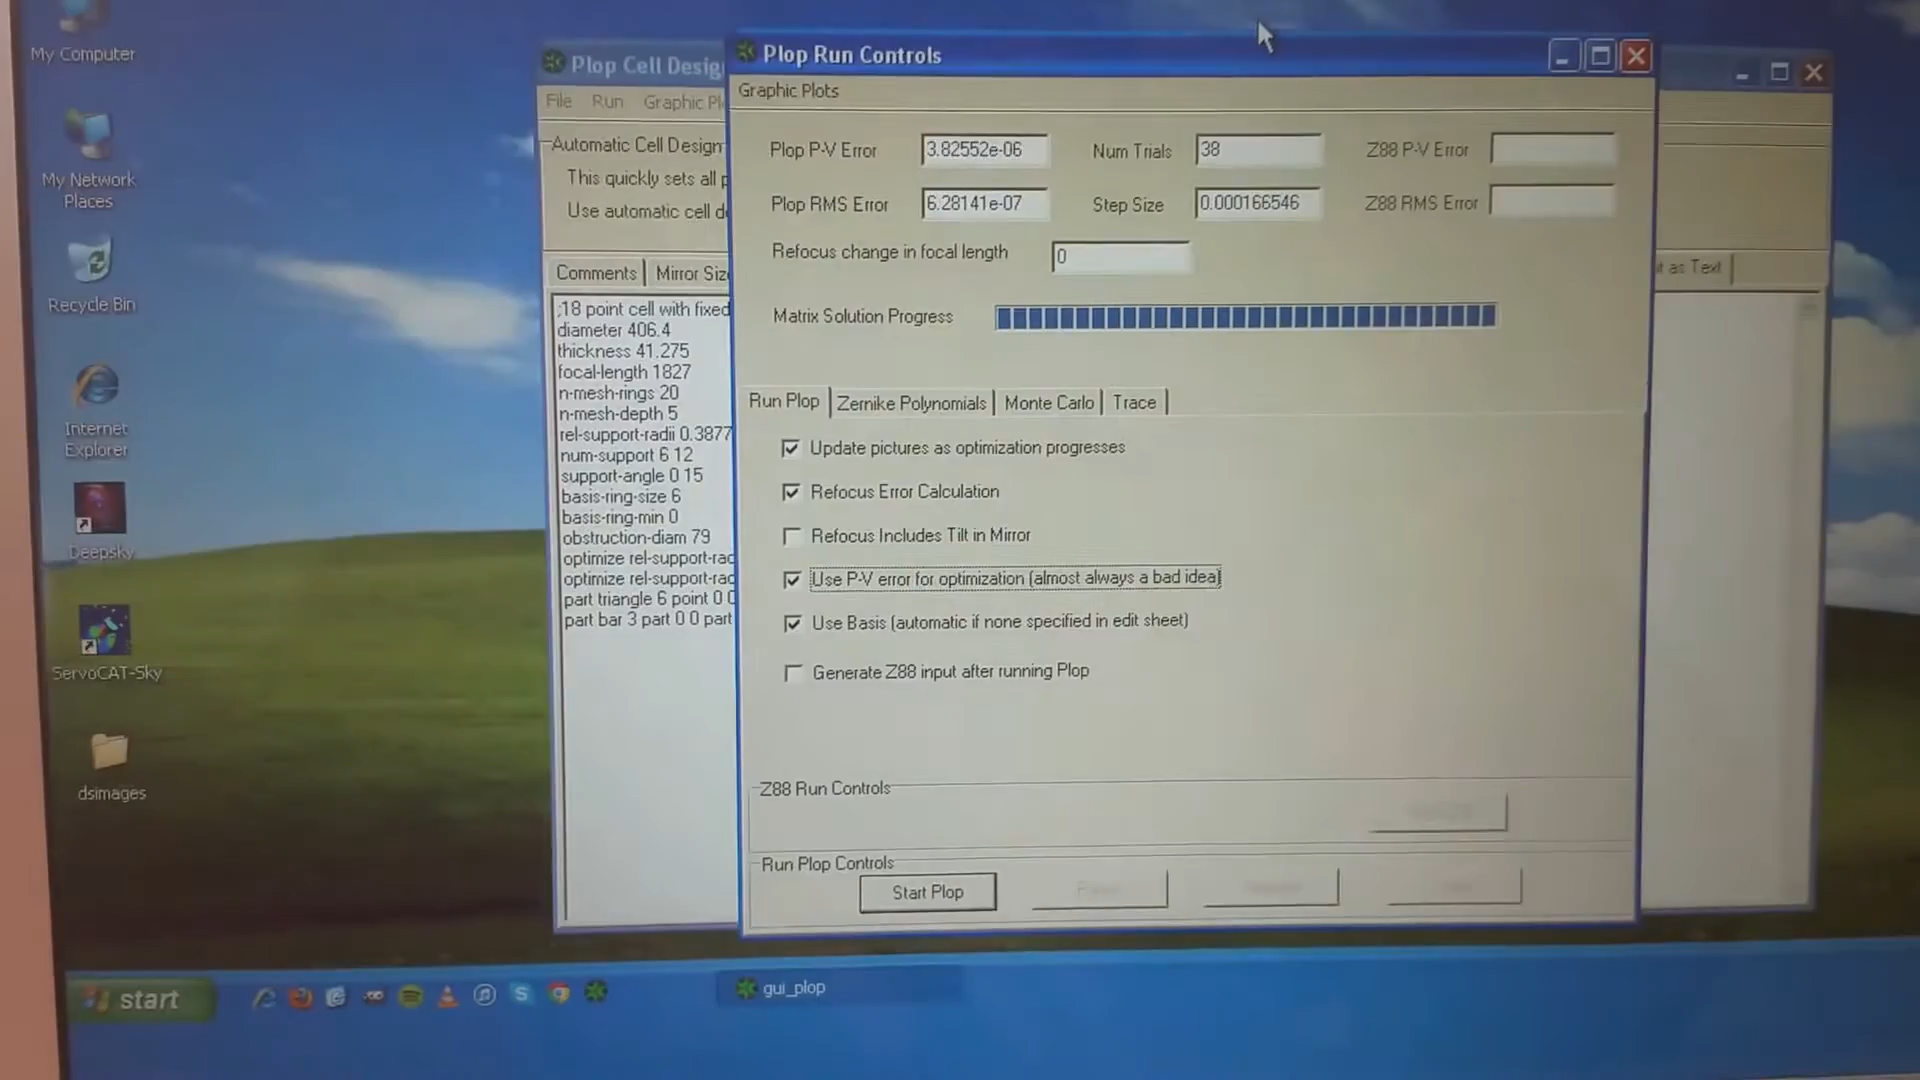 My Computer
My Network
Places
Recycle Bin
Internet
Explorer
Deepsky
ServoCAT-Sky
dsimages
Plop Cell Desig
File Run Graphic Pl
Automatic Cell Design
This quickly sets all p
Use automatic cell d
Comments Mirror Siz
18 point cell with fixed
diameter 406.4
thickness 41.275
focal-length 1827
n-mesh-rings 20
n-mesh-depth 5
rel-support-radii 0.3877
num-support 6 12
support-angle 0 15
basis-ring-size 6
basis-ring-min 0
obstruction-diam 79
optimize rel-support-rad
optimize rel-support-rad
part triangle 6 point 0 0
part bar 3 part 0 0 part
as Text
Plop Run Controls
Graphic Plots
Plop P-V Error 3.82552e-06 Num Trials 38 Z88 P-V Error
Plop RMS Error 6.28141e-07 Step Size 0.000166546 Z88 RMS Error
Refocus change in focal length 0
Matrix Solution Progress
Run Plop Zernike Polynomials Monte Carlo Trace
Update pictures as optimization progresses
Refocus Error Calculation
Refocus Includes Tilt in Mirror
Use P-V error for optimization (almost always a bad idea)
Use Basis (automatic if none specified in edit sheet)
Generate Z88 input after running Plop
Z88 Run Controls
Run Plop Controls
Start Plop
start
gui_plop